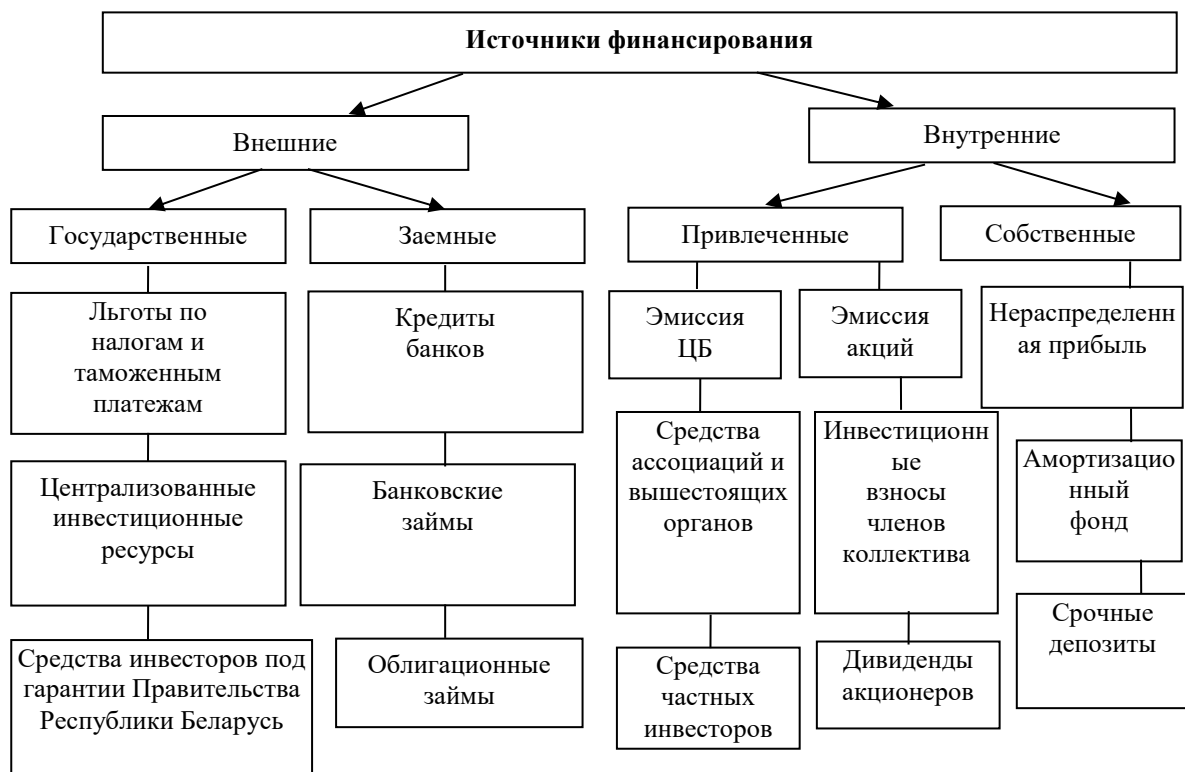 Источники финансирования
Внешние
Внутренние
Государственные
Заемные
Привлеченные
Собственные
Льготы по
налогам и
таможенным
платежам
Кредиты
банков
Эмиссия
ЦБ
Эмиссия
акций
Нераспределенн
ая прибыль
Централизованные
инвестиционные
ресурсы
Банковские
займы
Средства
ассоциаций и
вышестоящих
органов
Инвестиционн
ые
взносы
членов
коллектива
Амортизацио
нный
фонд
Средства инвесторов под
гарантии Правительства
Республики Беларусь
Облигационные
займы
Средства
частных
инвесторов
Дивиденды
акционеров
Срочные
депозиты